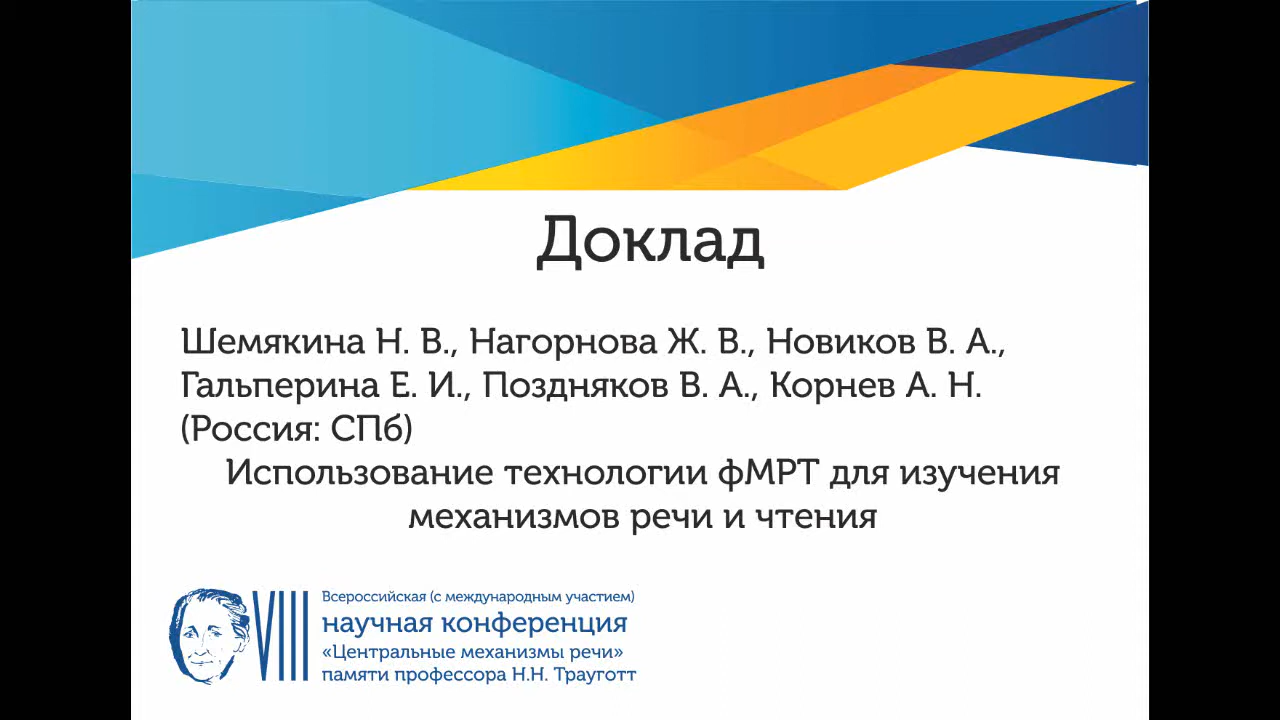 Доклад
Шемякина Н. В., Нагорнова Ж. В., Новиков В. А.,
Гальперина Е. И., Поздняков В. А., Корнев А. Н.
(Россия: СПб)
Использование технологии фМРТ для изучения
механизмов речи и чтения
VIII
Всероссийская (с международным участием)
научная конференция
«Центральные механизмы речи»
памяти профессора Н.Н. Трауготт